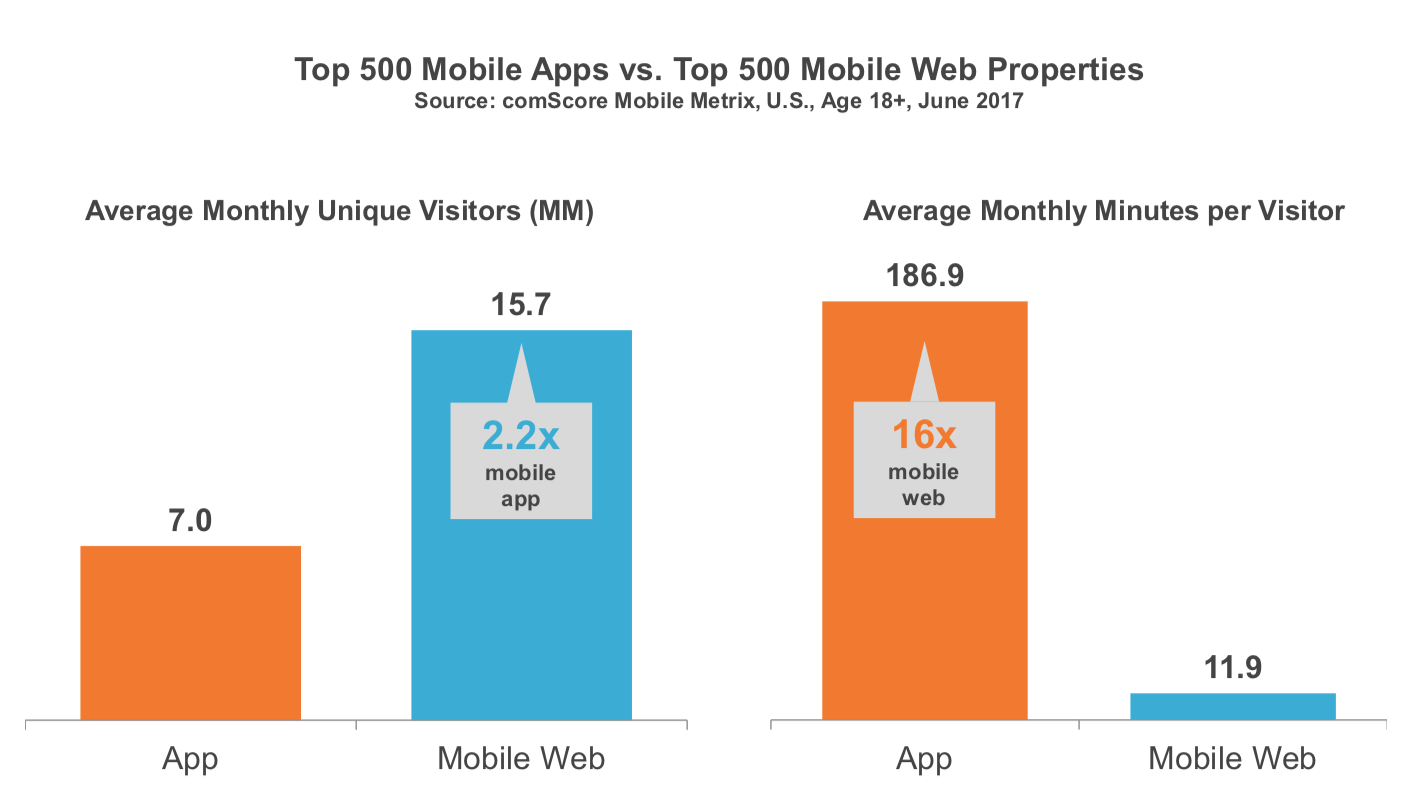 Top 500 Mobile Apps vs. Top 500 Mobile Web Properties
Source: comScore Mobile Metrix, U.S., Age 18+, June 2017
Average Monthly Unique Visitors (MM)
15.7
2.2x
mobile
app
7.0
App
Mobile Web
Average Monthly Minutes per Visitor
186.9
16x
mobile
web
11.9
App
Mobile Web